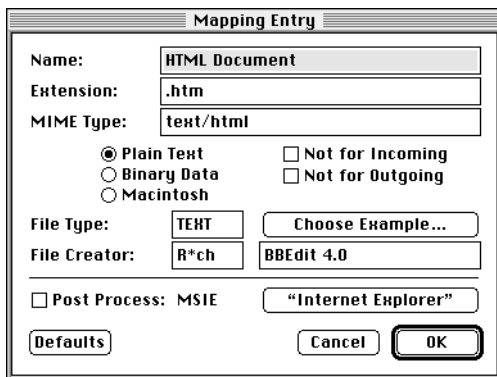 Mapping Entry
Name: HTML Document
Extension: .htm
MIME Type: text/html
Plain Text Not for Incoming
Binary Data Not for Outgoing
Macintosh
File Type: TEXT Choose Example...
File Creator: R*ch BBEdit 4.0
Post Process: MSIE “Internet Explorer”
Defaults Cancel OK